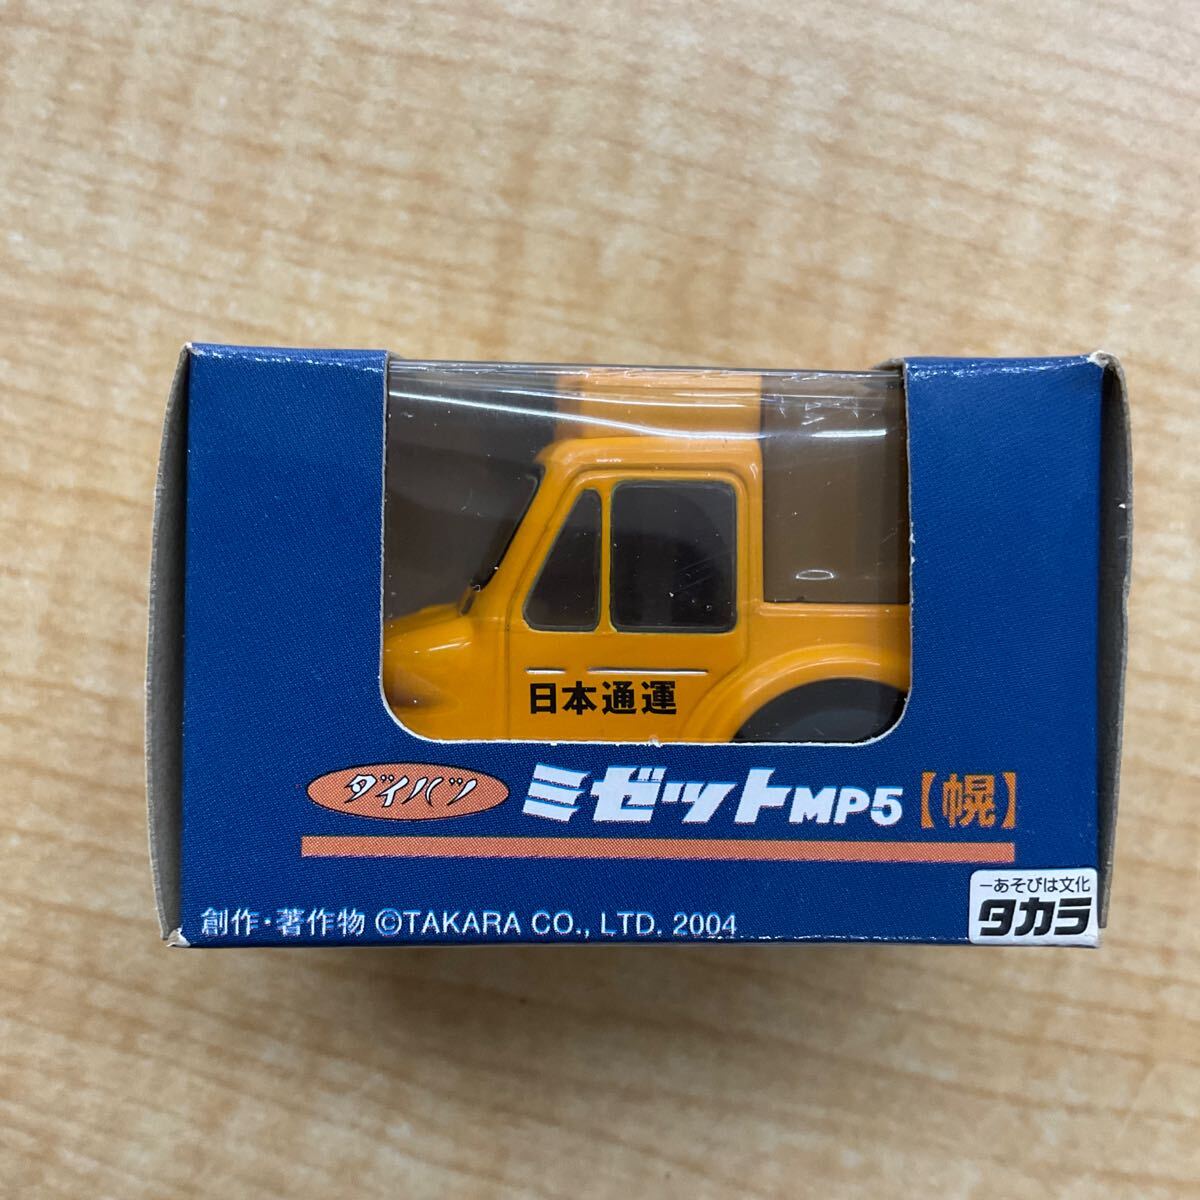 日本通運
ダイハツ ミゼットMP5【幌】
創作・著作物 ©TAKARA CO., LTD. 2004
ーあそびは文化
タカラ